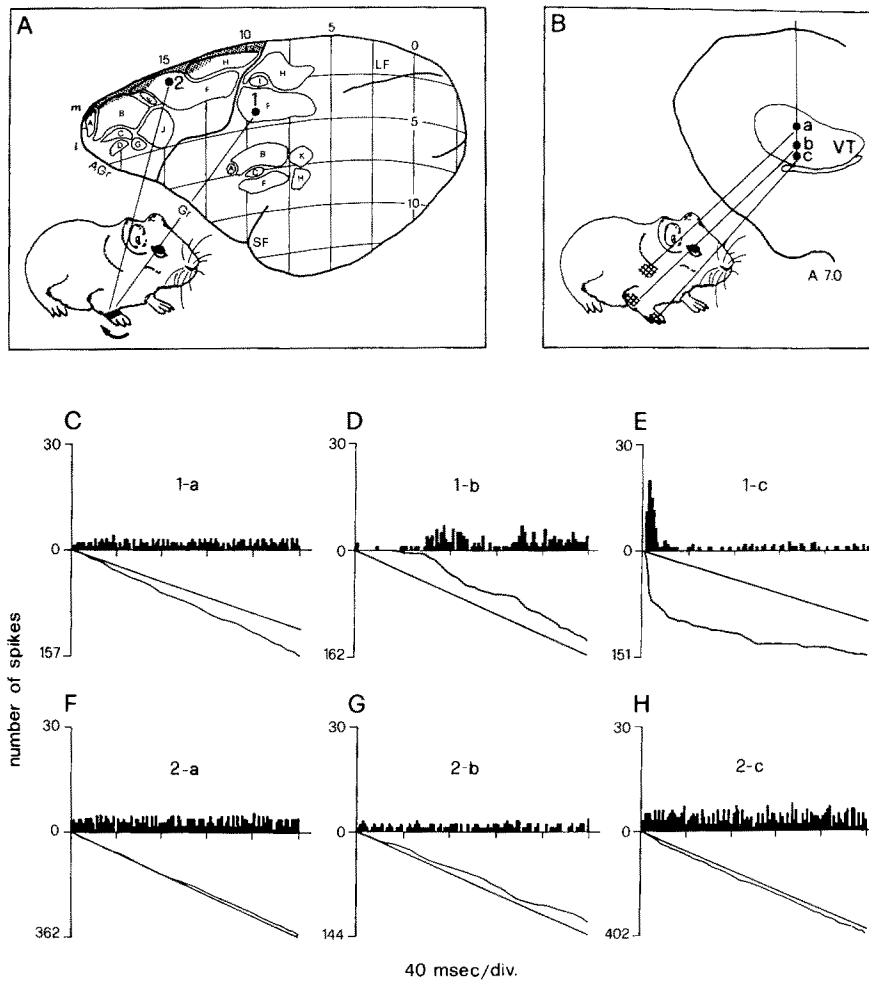 A
15
10
5
0
H
LF
2
F
H
I
1
F
m
A
B
C
J
D
G
l
AGr
5
B
K
A
C
F
H
10
Gr
SF
B
a
b
c
VT
A 7.0
C
30
1-a
0
157
D
30
1-b
0
162
E
30
1-c
0
151
number of spikes
F
30
2-a
0
362
G
30
2-b
0
144
H
30
2-c
0
402
40 msec/div.